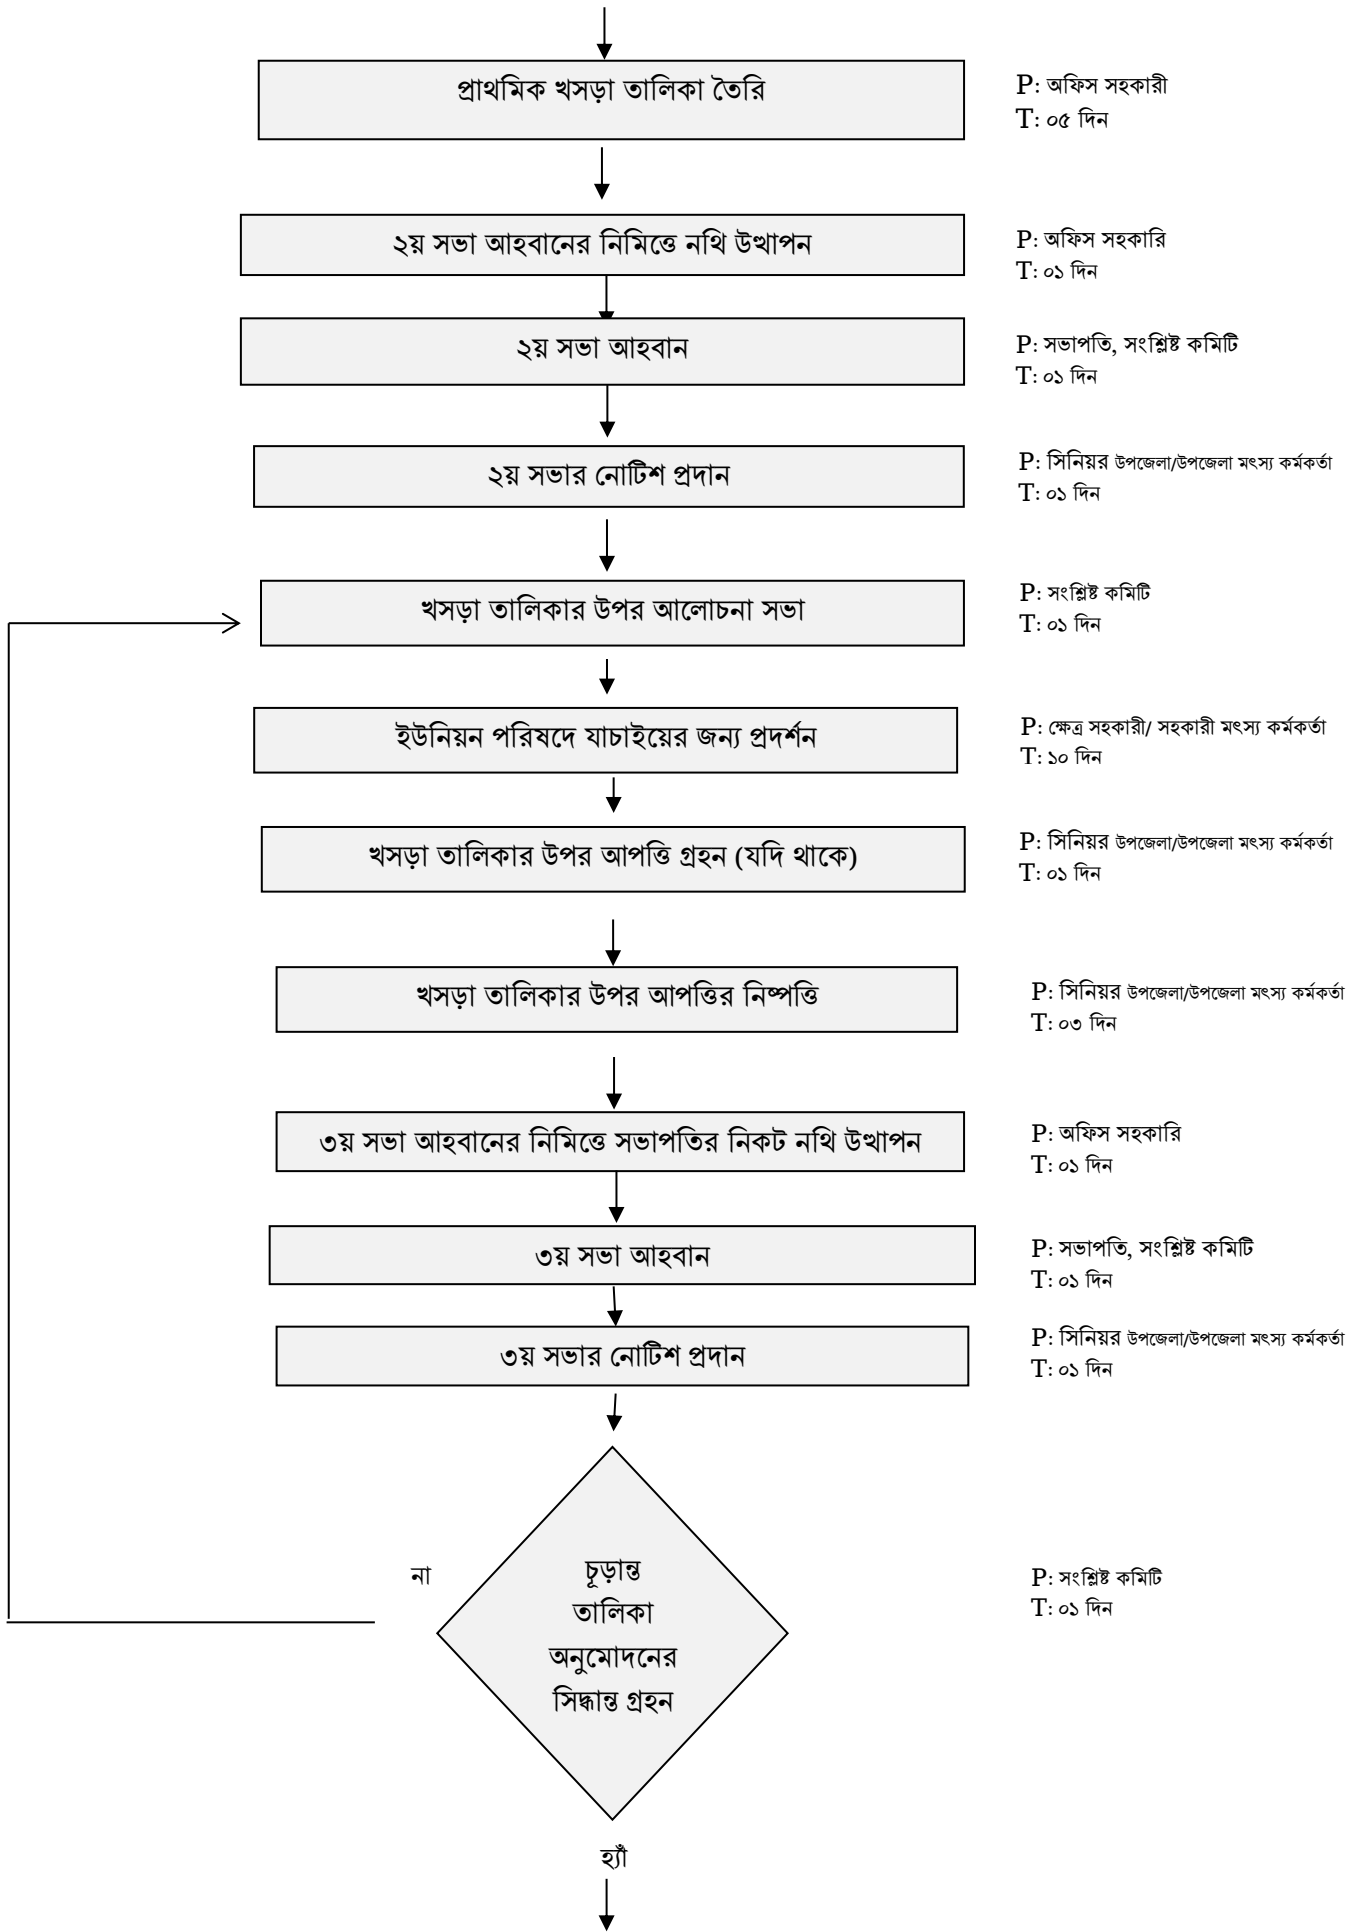 প্রাথমিক খসড়া তালিকা তৈরি
P: অফিস সহকারী
T: ০৫ দিন
২য় সভা আহবানের নিমিত্তে নথি উত্থাপন
P: অফিস সহকারি
T: ০১ দিন
২য় সভা আহবান
P: সভাপতি, সংশ্লিষ্ট কমিটি
T: ০১ দিন
২য় সভার নোটিশ প্রদান
P: সিনিয়র উপজেলা/উপজেলা মৎস্য কর্মকর্তা
T: ০১ দিন
খসড়া তালিকার উপর আলোচনা সভা
P: সংশ্লিষ্ট কমিটি
T: ০১ দিন
ইউনিয়ন পরিষদে যাচাইয়ের জন্য প্রদর্শন
P: ক্ষেত্র সহকারী/ সহকারী মৎস্য কর্মকর্তা
T: ১০ দিন
খসড়া তালিকার উপর আপত্তি গ্রহন (যদি থাকে)
P: সিনিয়র উপজেলা/উপজেলা মৎস্য কর্মকর্তা
T: ০১ দিন
খসড়া তালিকার উপর আপত্তির নিষ্পত্তি
P: সিনিয়র উপজেলা/উপজেলা মৎস্য কর্মকর্তা
T: ০৩ দিন
৩য় সভা আহবানের নিমিত্তে সভাপতির নিকট নথি উত্থাপন
P: অফিস সহকারি
T: ০১ দিন
৩য় সভা আহবান
P: সভাপতি, সংশ্লিষ্ট কমিটি
T: ০১ দিন
৩য় সভার নোটিশ প্রদান
P: সিনিয়র উপজেলা/উপজেলা মৎস্য কর্মকর্তা
T: ০১ দিন
না
চূড়ান্ত
তালিকা
অনুমোদনের
সিদ্ধান্ত গ্রহন
P: সংশ্লিষ্ট কমিটি
T: ০১ দিন
হ্যাঁ